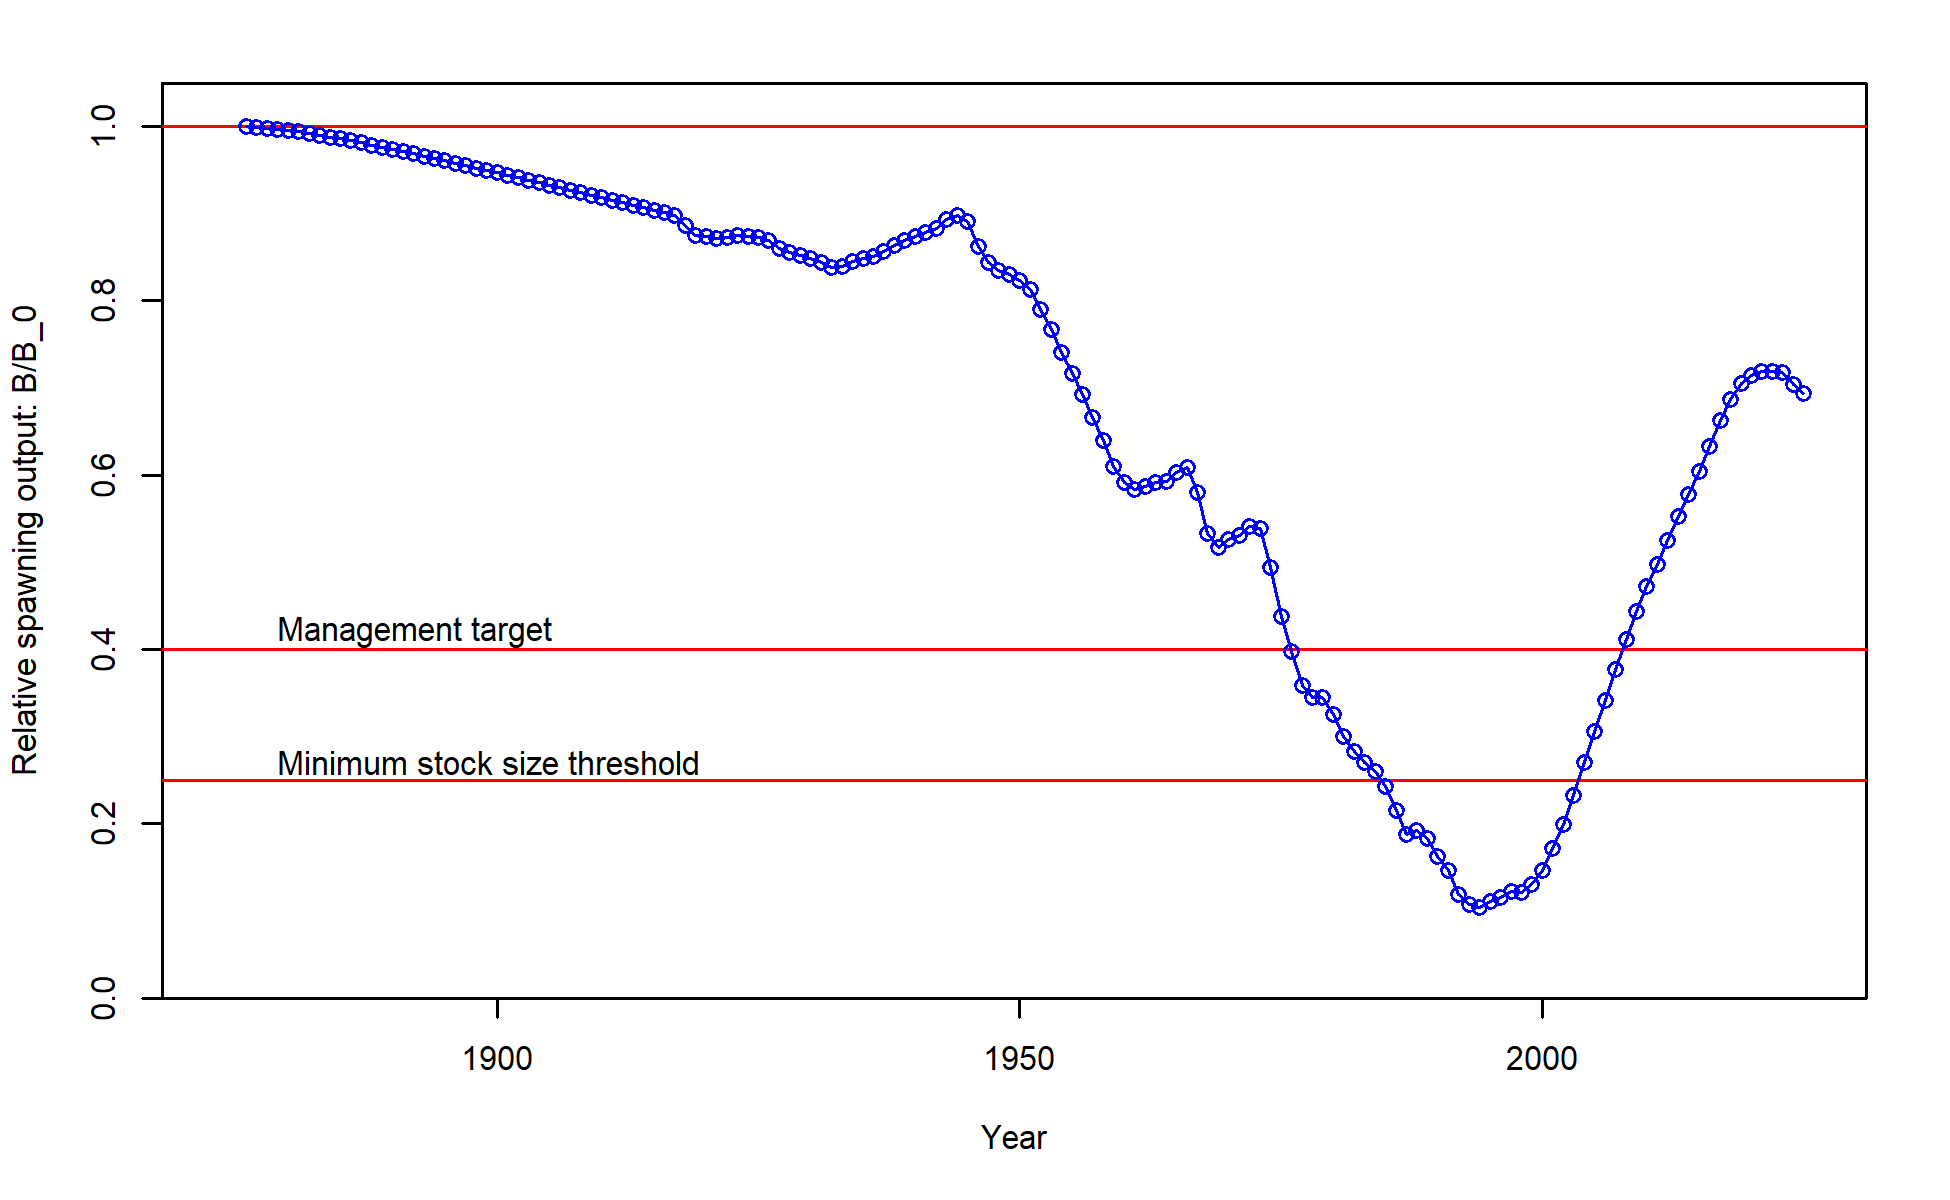 Relative spawning output: B/B_0
1.0
0.8
0.6
0.4
0.2
0.0
Management target
Minimum stock size threshold
1900 1950 2000
Year